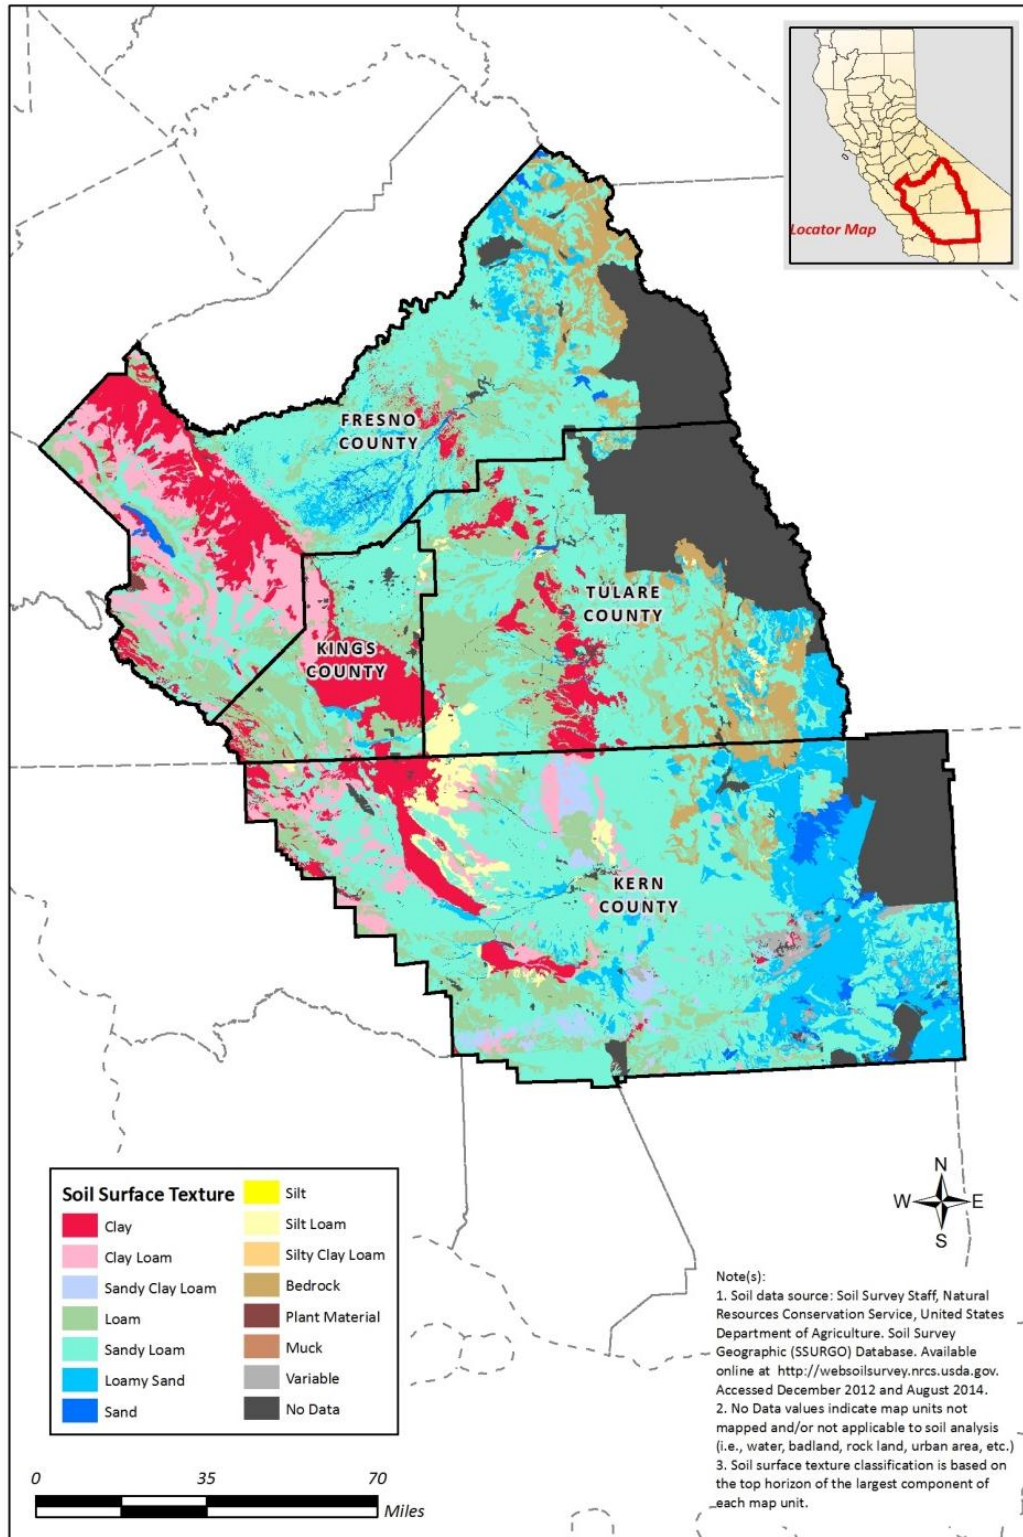 Locator Map
FRESNO
COUNTY
TULARE
COUNTY
KINGS
COUNTY
KERN
COUNTY
Soil Surface Texture
Clay
Clay Loam
Sandy Clay Loam
Loam
Sandy Loam
Loamy Sand
Sand
Silt
Silt Loam
Silty Clay Loam
Bedrock
Plant Material
Muck
Variable
No Data
N
W
E
S
Note(s):
1. Soil data source: Soil Survey Staff, Natural
Resources Conservation Service, United States
Department of Agriculture. Soil Survey
Geographic (SSURGO) Database. Available
online at http://websoilsurvey.nrcs.usda.gov.
Accessed December 2012 and August 2014.
2. No Data values indicate map units not
mapped and/or not applicable to soil analysis
(i.e., water, badland, rock land, urban area, etc.)
3. Soil surface texture classification is based on
the top horizon of the largest component of
each map unit.
0 35 70
Miles